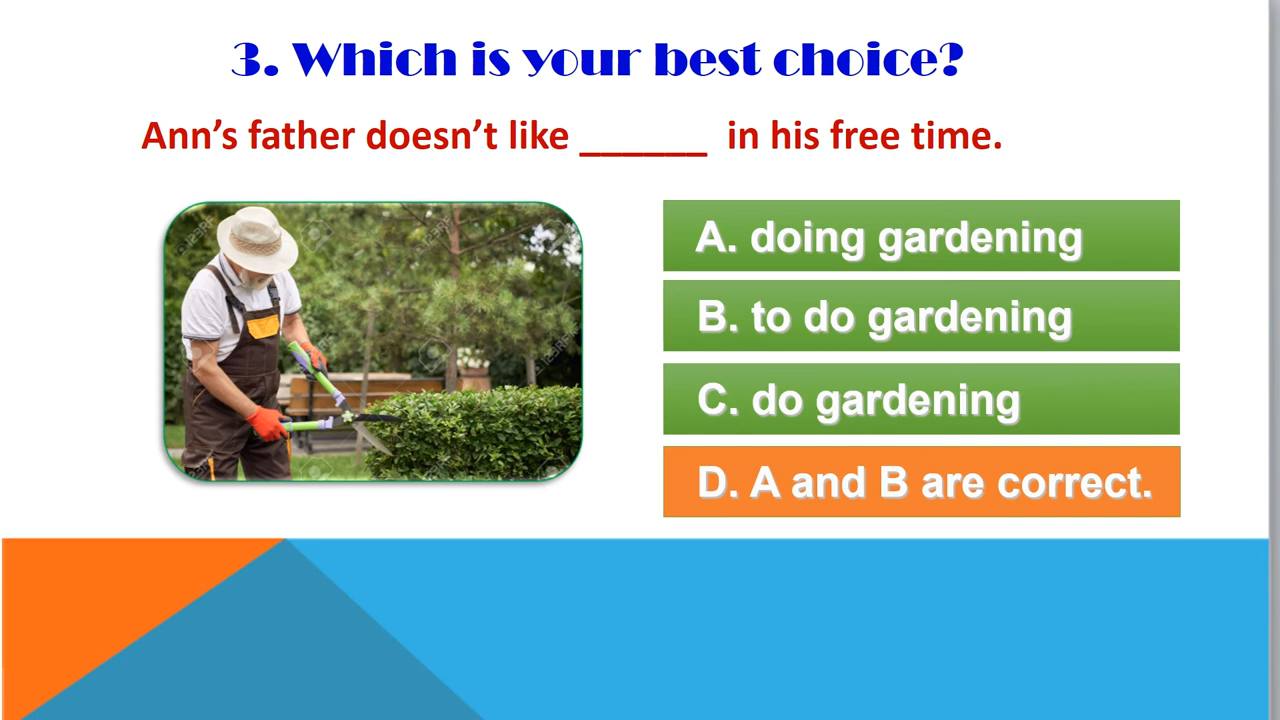 3. Which is your best choice?
Ann’s father doesn’t like ______ in his free time.
A. doing gardening
B. to do gardening
C. do gardening
D. A and B are correct.